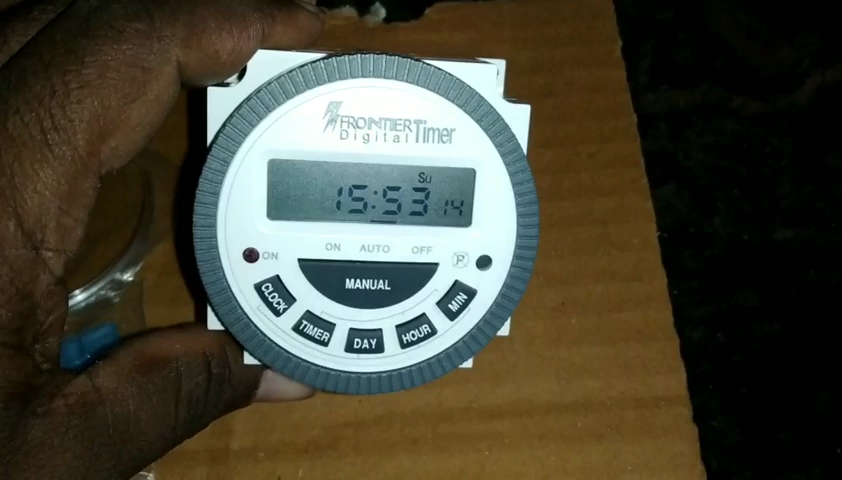 FRONTIER
Digital Timer
Su
15:53 14
ON AUTO OFF
ON
R
MANUAL
CLOCK
TIMER
DAY
HOUR
MIN